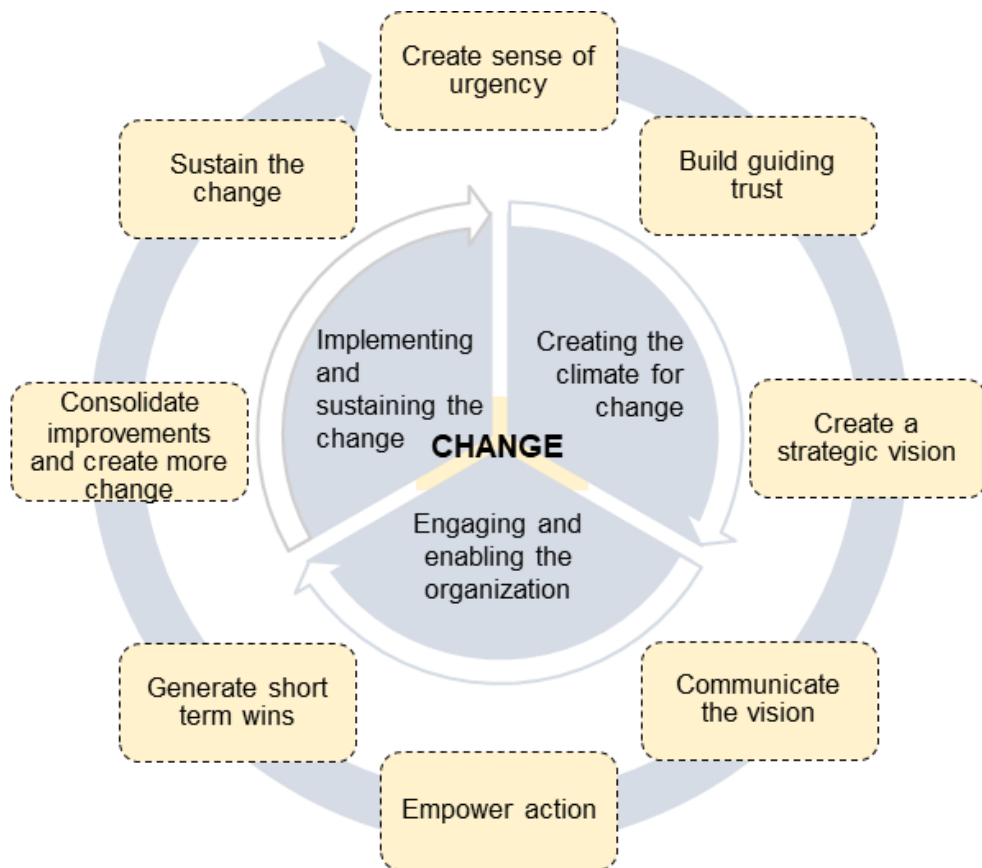 Create sense of
urgency
Build guiding
trust
Create a
strategic vision
Communicate
the vision
Empower action
Generate short
term wins
Consolidate
improvements
and create more
change
Sustain the
change
Creating the
climate for
change
Engaging and
enabling the
organization
Implementing
and
sustaining the
change
CHANGE